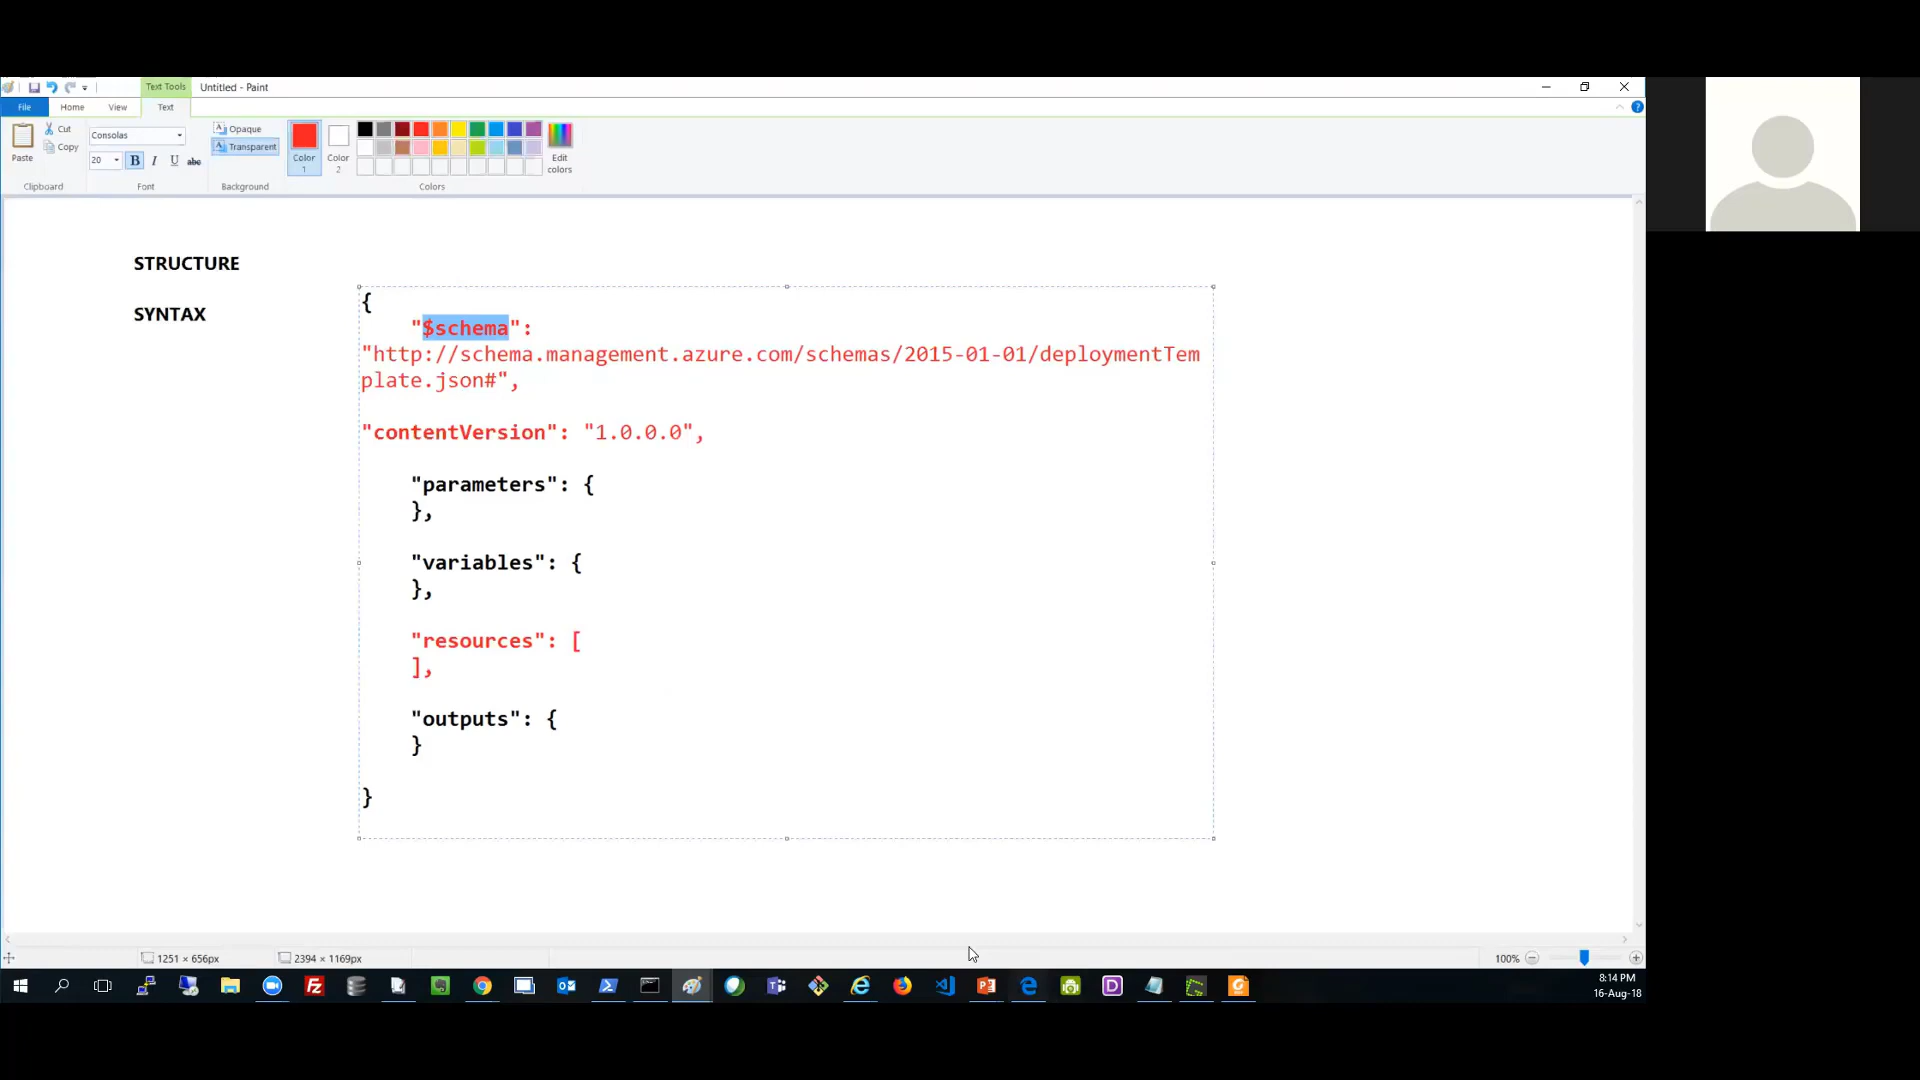 Text Tools
Untitled - Paint
File
Home
View
Text
Paste
Cut
Copy
Clipboard
Consolas
20
B
I
U
abc
Font
Opaque
Transparent
Background
Color
1
Color
2
Edit
colors
Colors
STRUCTURE
SYNTAX
{
"$schema":
"http://schema.management.azure.com/schemas/2015-01-01/deploymentTem
plate.json#",
"contentVersion": "1.0.0.0",
"parameters": {
},
"variables": {
},
"resources": [
],
"outputs": {
}
}
1251 × 656px
2394 × 1169px
100%
8:14 PM
16-Aug-18